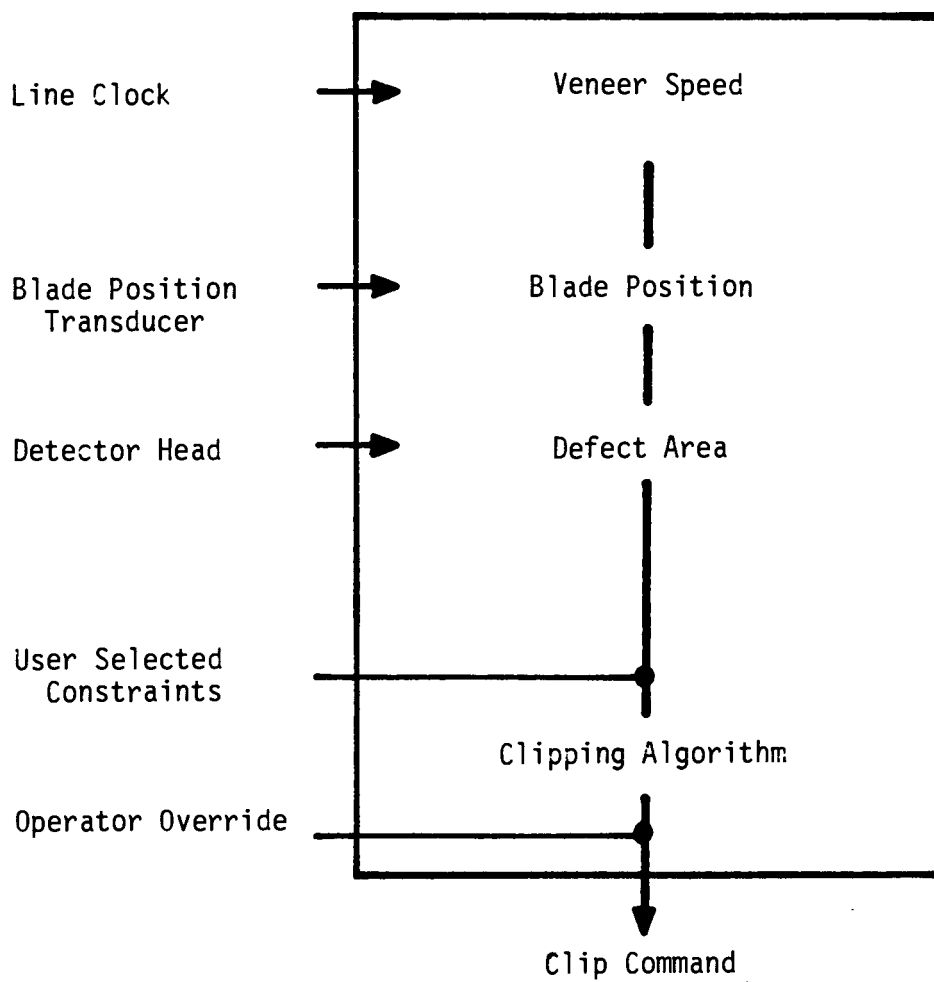 Line Clock
Veneer Speed
Blade Position
Transducer
Blade Position
Detector Head
Defect Area
User Selected
Constraints
Clipping Algorithm
Operator Override
Clip Command